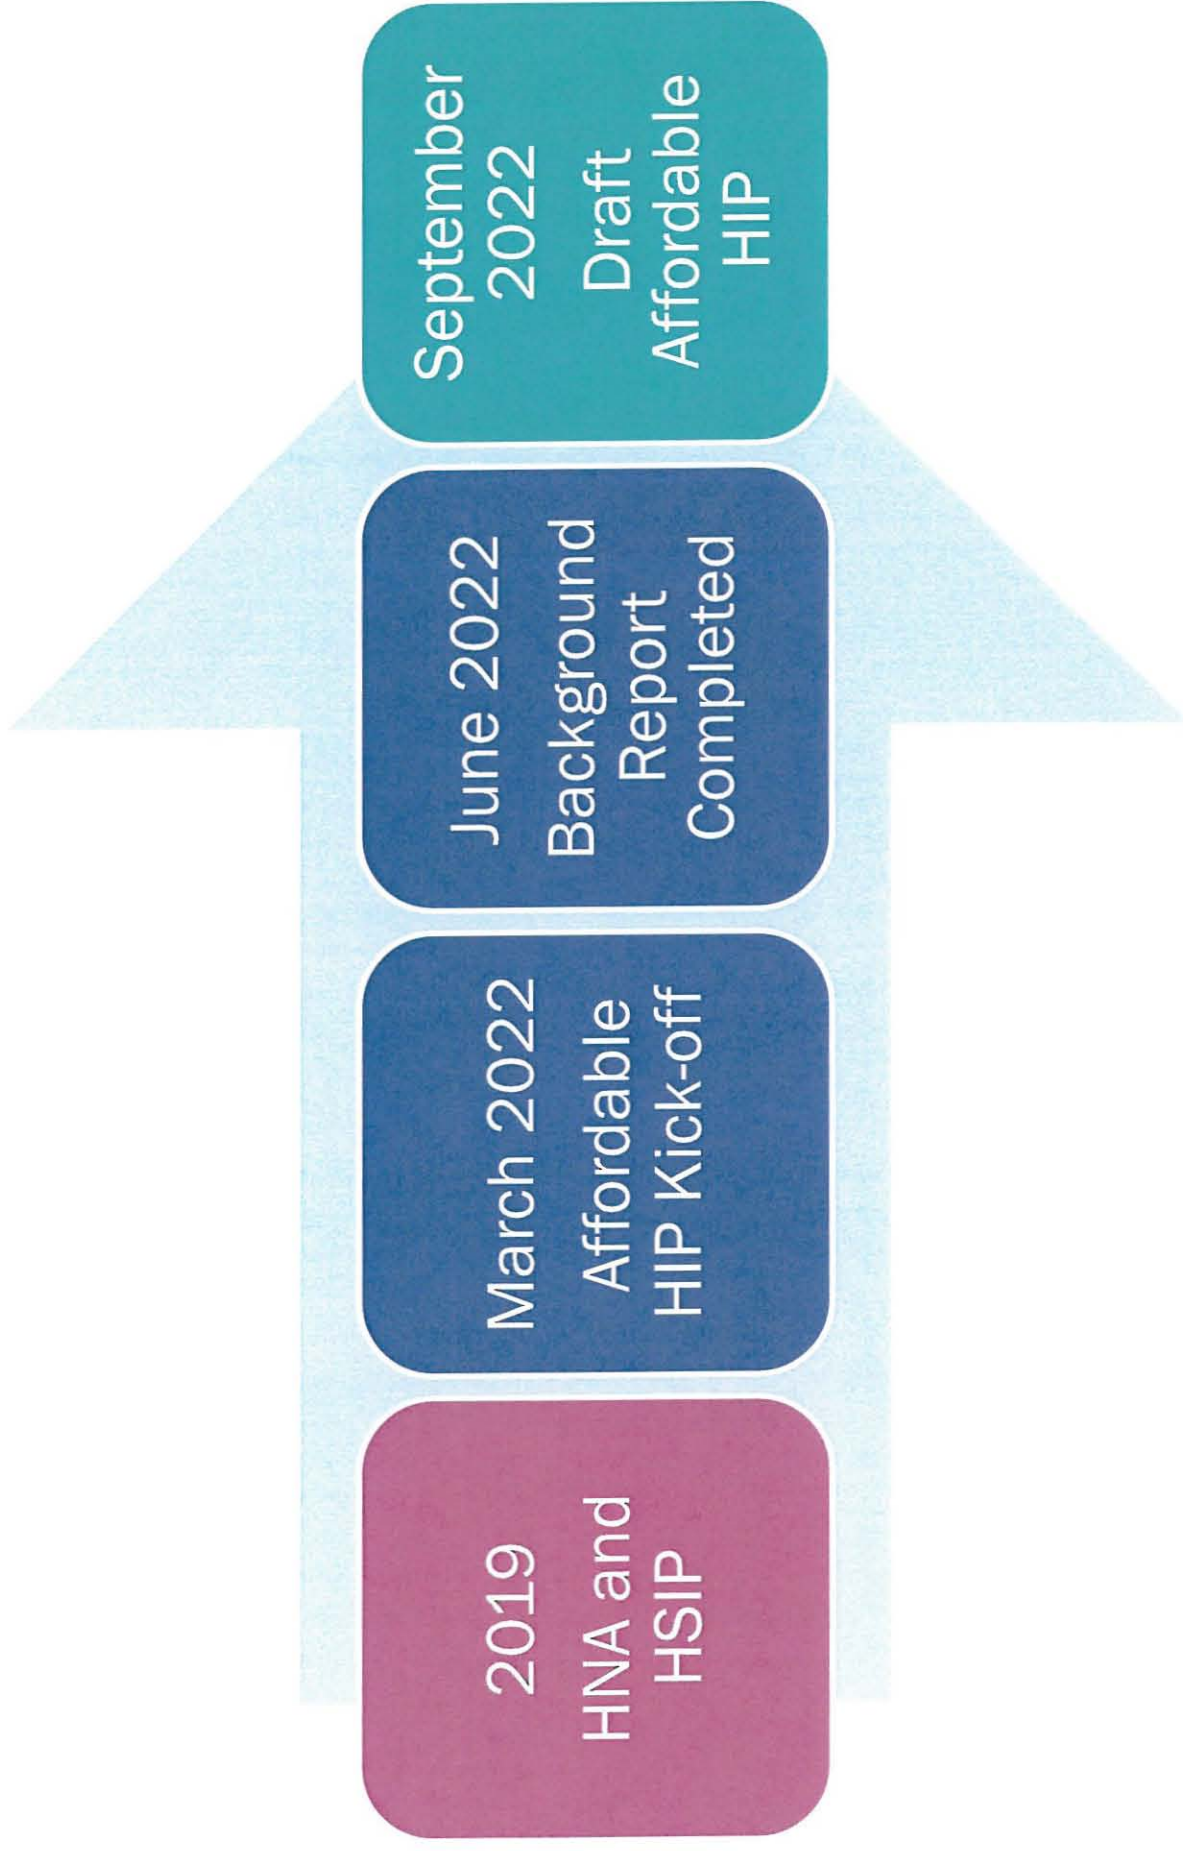 2019
HNA and
HSIP
March 2022
Affordable
HIP Kick-off
June 2022
Background
Report
Completed
September
2022
Draft
Affordable
HIP